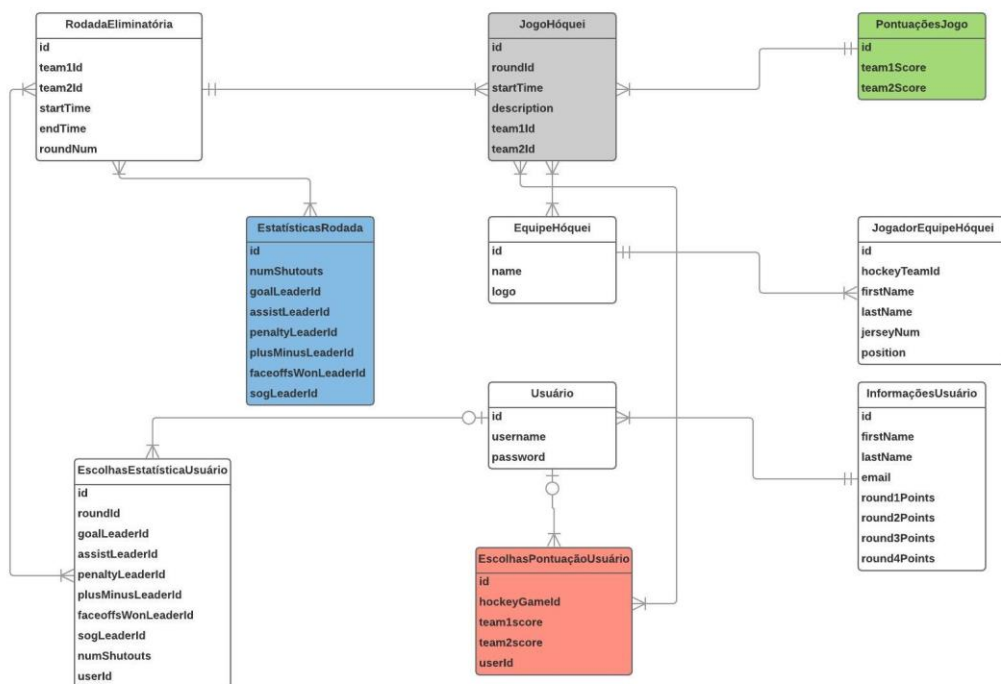 RodadaEliminatória
id
team1Id
team2Id
startTime
endTime
roundNum
JogoHóquei
id
roundId
startTime
description
team1Id
team2Id
PontuaçõesJogo
id
team1Score
team2Score
EstatísticasRodada
id
numShutouts
goalLeaderId
assistLeaderId
penaltyLeaderId
plusMinusLeaderId
faceoffsWonLeaderId
sogLeaderId
EquipeHóquei
id
name
logo
JogadorEquipeHóquei
id
hockeyTeamId
firstName
lastName
jerseyNum
position
Usuário
id
username
password
InformaçõesUsuário
id
firstName
lastName
email
round1Points
round2Points
round3Points
round4Points
EscolhasEstatísticaUsuário
id
roundId
goalLeaderId
assistLeaderId
penaltyLeaderId
plusMinusLeaderId
faceoffsWonLeaderId
sogLeaderId
numShutouts
userId
EscolhasPontuaçãoUsuário
id
hockeyGameId
team1score
team2score
userId